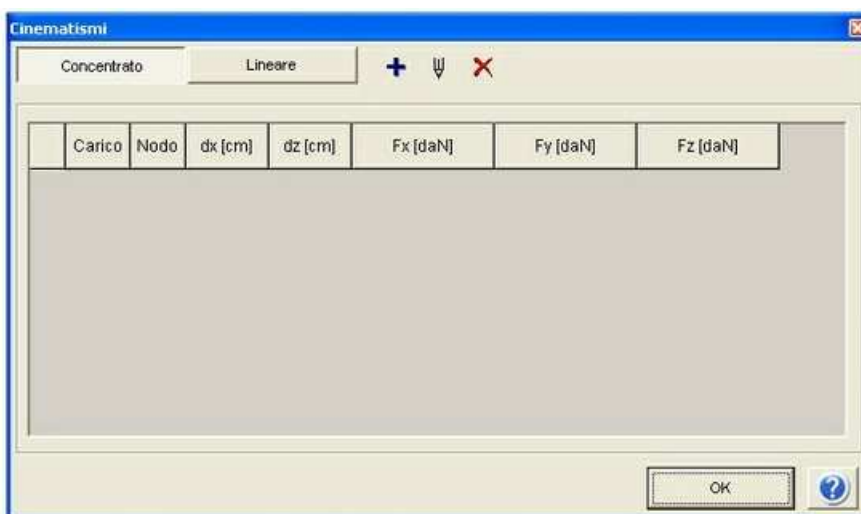 Cinematismi
Concentrato Lineare
Carico Nodo dx [cm] dz [cm] Fx [daN] Fy [daN] Fz [daN]
OK ?